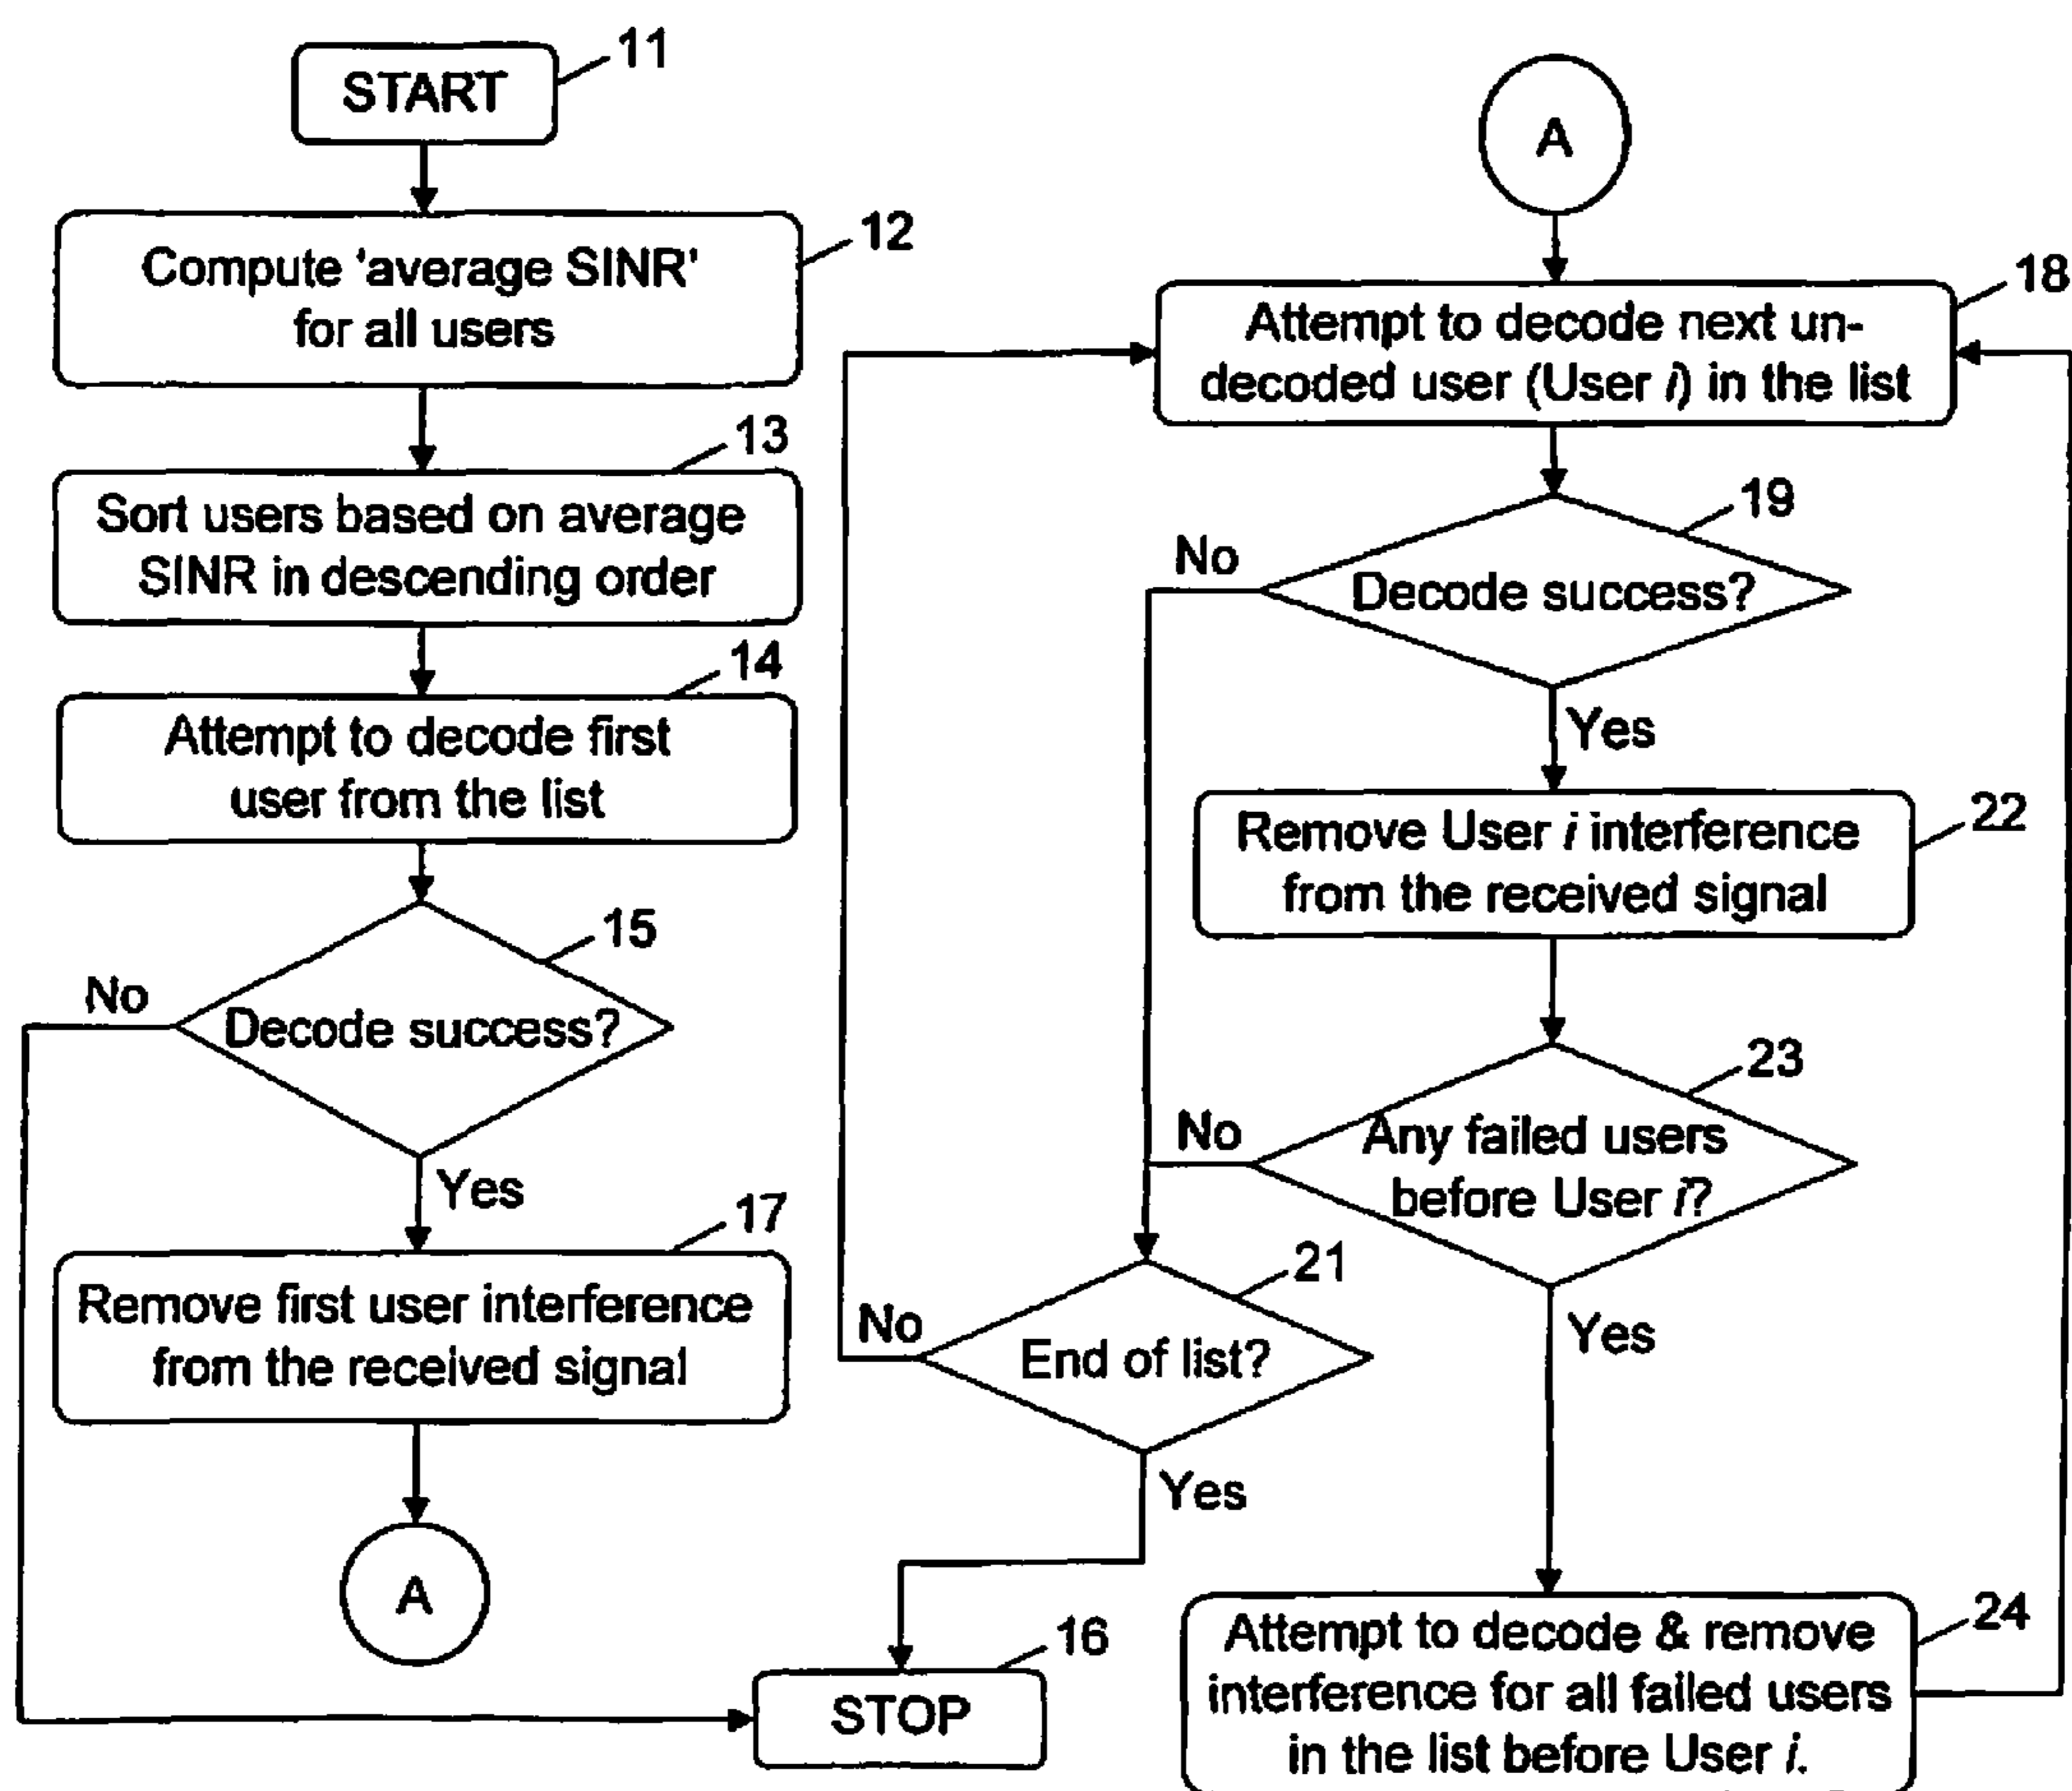 START
11
Compute 'average SINR'
for all users
12
13
Sort users based on average
SINR in descending order
14
Attempt to decode first
user from the list
15
Decode success?
No
Yes
17
Remove first user interference
from the received signal
A
16
STOP
A
18
Attempt to decode next un-
decoded user (User i) in the list
19
Decode success?
No
Yes
22
Remove User i interference
from the received signal
23
Any failed users
before User i?
No
Yes
21
End of list?
No
Yes
24
Attempt to decode & remove
interference for all failed users
in the list before User i.